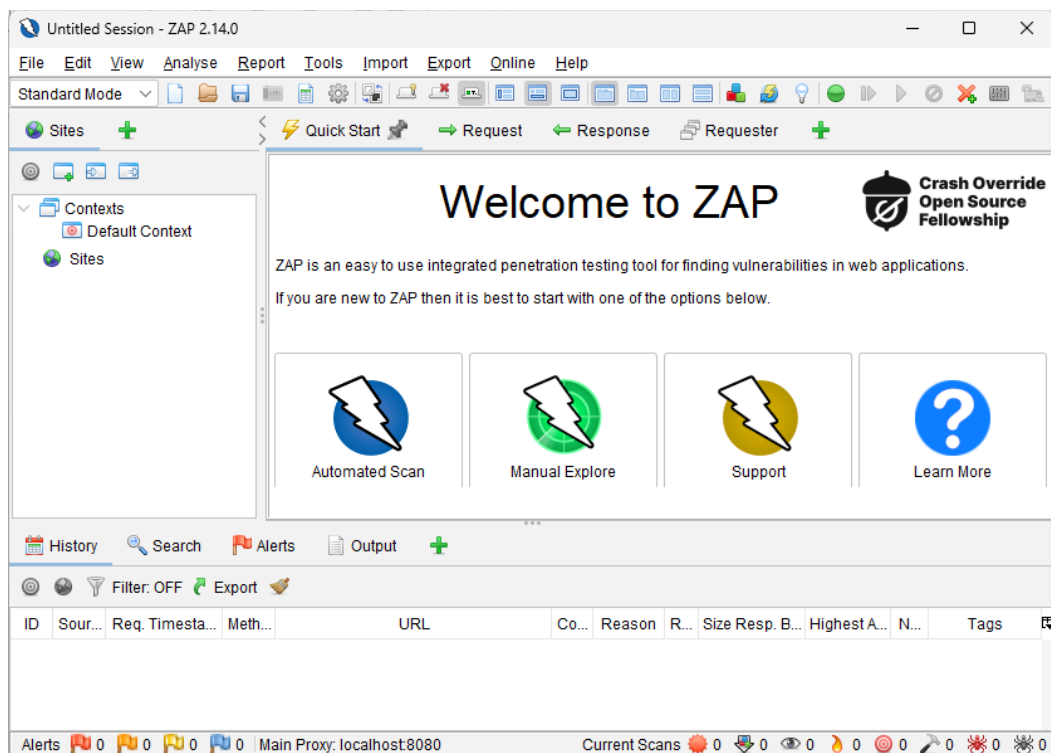 Untitled Session - ZAP 2.14.0
File Edit View Analyse Report Tools Import Export Online Help
Standard Mode
Sites
Quick Start Request Response Requester
Welcome to ZAP
Crash Override
Open Source
Fellowship
Contexts
Default Context
Sites
ZAP is an easy to use integrated penetration testing tool for finding vulnerabilities in web applications.
If you are new to ZAP then it is best to start with one of the options below.
Automated Scan Manual Explore Support Learn More
History Search Alerts Output
Filter: OFF Export
ID Sour... Req. Timesta... Meth... URL Co... Reason R... Size Resp. B... Highest A... N... Tags
Alerts 0 0 0 0 Main Proxy: localhost:8080 Current Scans 0 0 0 0 0 0 0 0